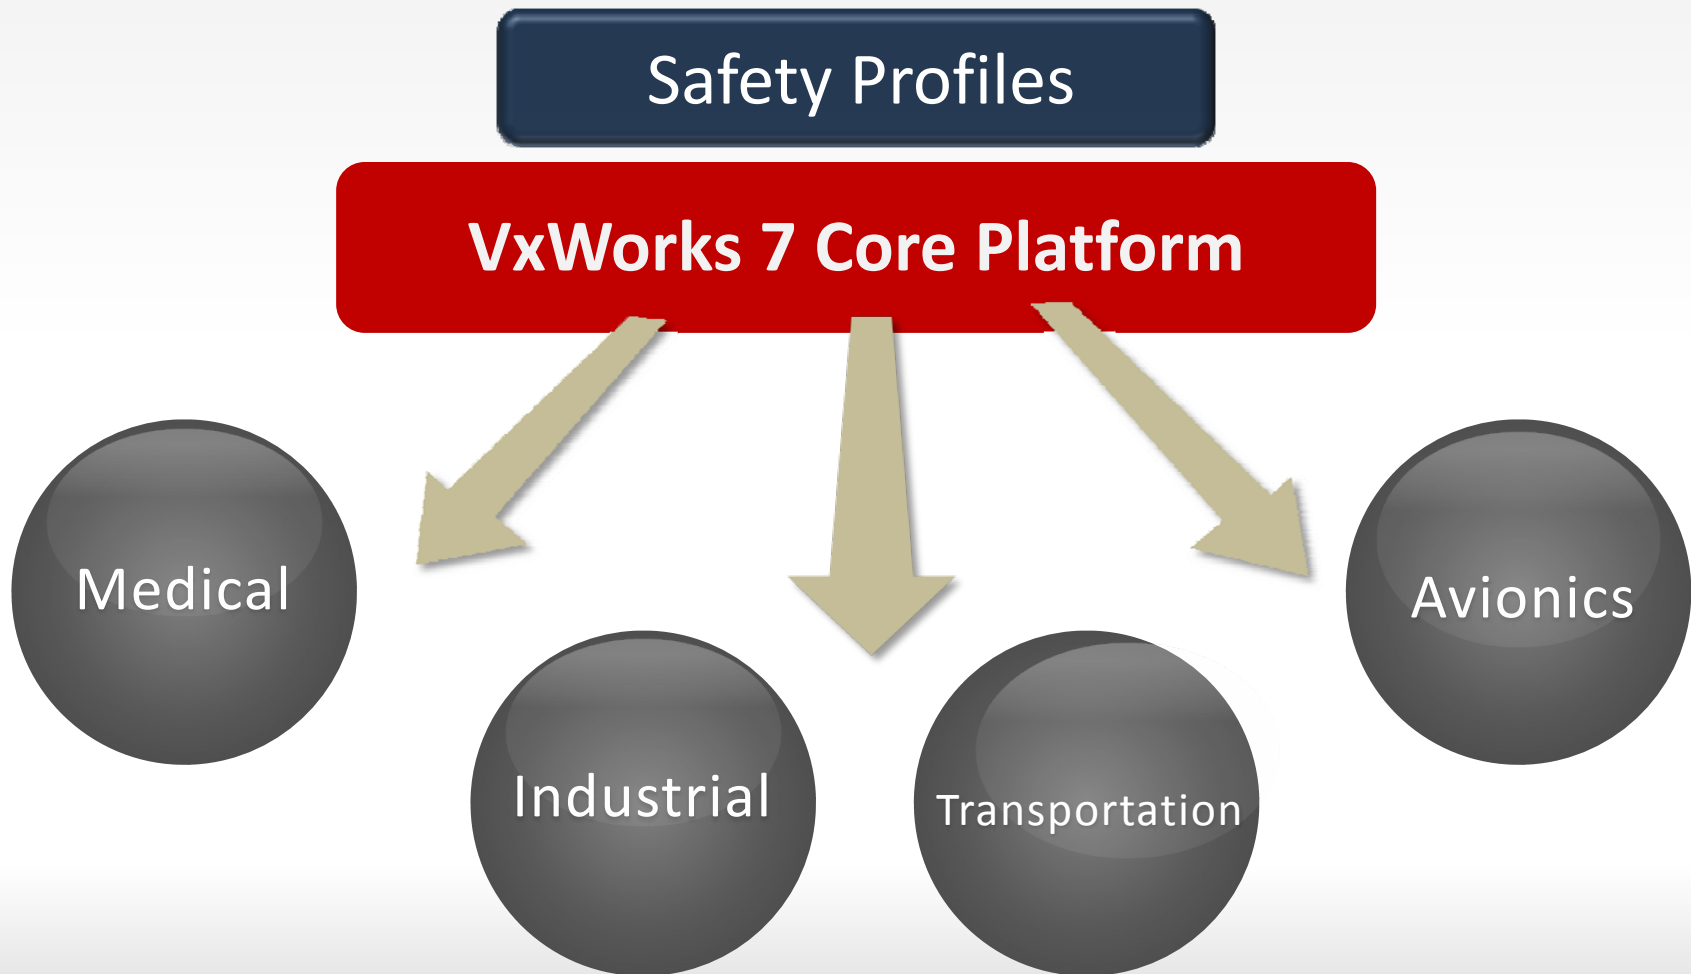 Safety Profiles
VxWorks 7 Core Platform
Medical
Avionics
Industrial
Transportation